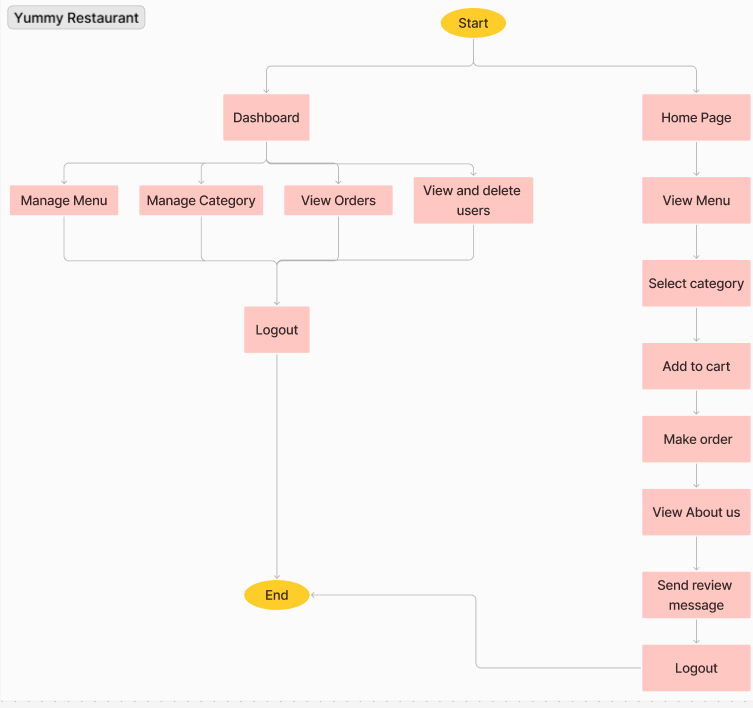 Yummy Restaurant
Start
Dashboard
Home Page
Manage Menu
Manage Category
View Orders
View and delete
users
View Menu
Select category
Logout
Add to cart
Make order
View About us
End
Send review
message
Logout